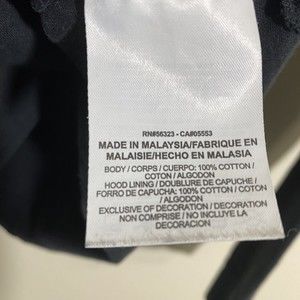 RN#56323 - CA#05553
MADE IN MALAYSIA/FABRIQUE EN
MALAISIE/HECHO EN MALASIA
BODY / CORPS / CUERPO: 100% COTTON /
COTON / ALGODON
HOOD LINING / DOUBLURE DE CAPUCHE /
FORRO DE CAPUCHA: 100% COTTON / COTON
/ ALGODON
EXCLUSIVE OF DECORATION / DECORATION
NON COMPRISE / NO INCLUYE LA
DECORACION